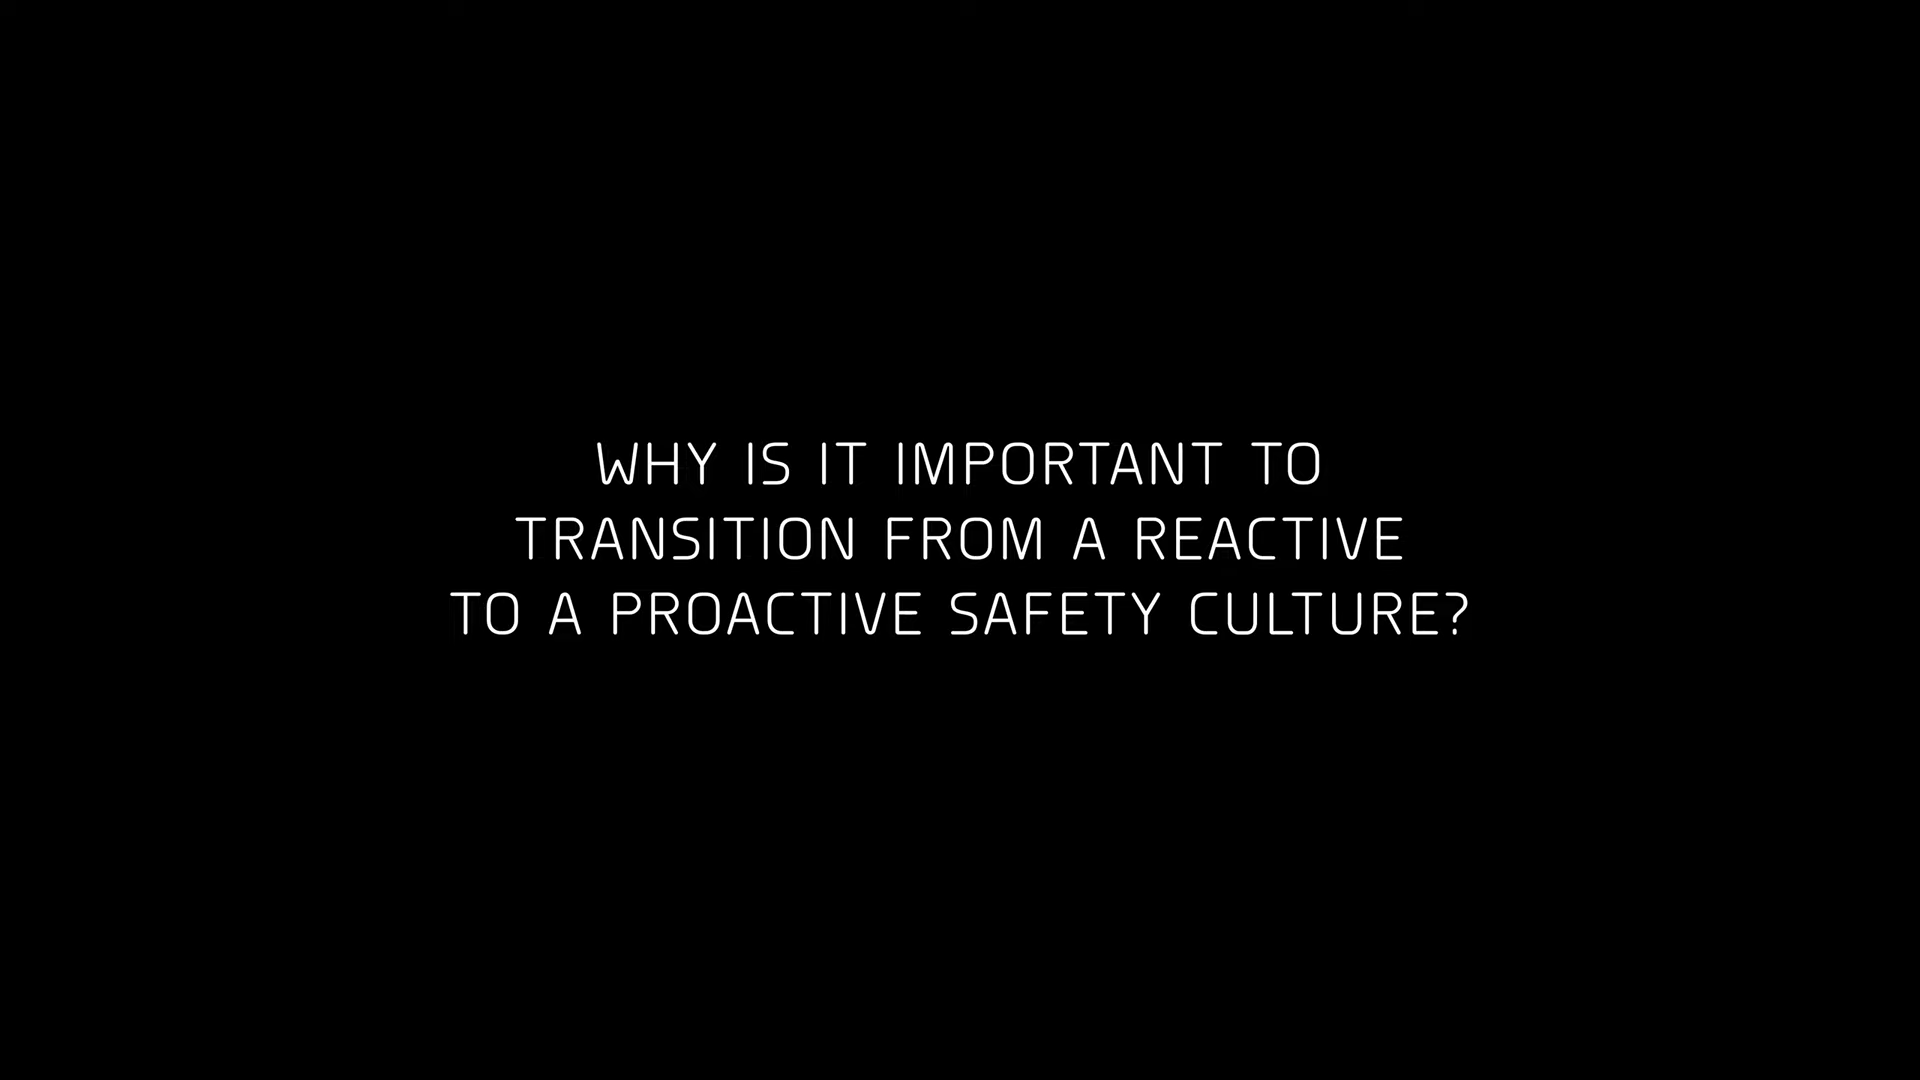 WHY IS IT IMPORTANT TO
TRANSITION FROM A REACTIVE
TO A PROACTIVE SAFETY CULTURE?